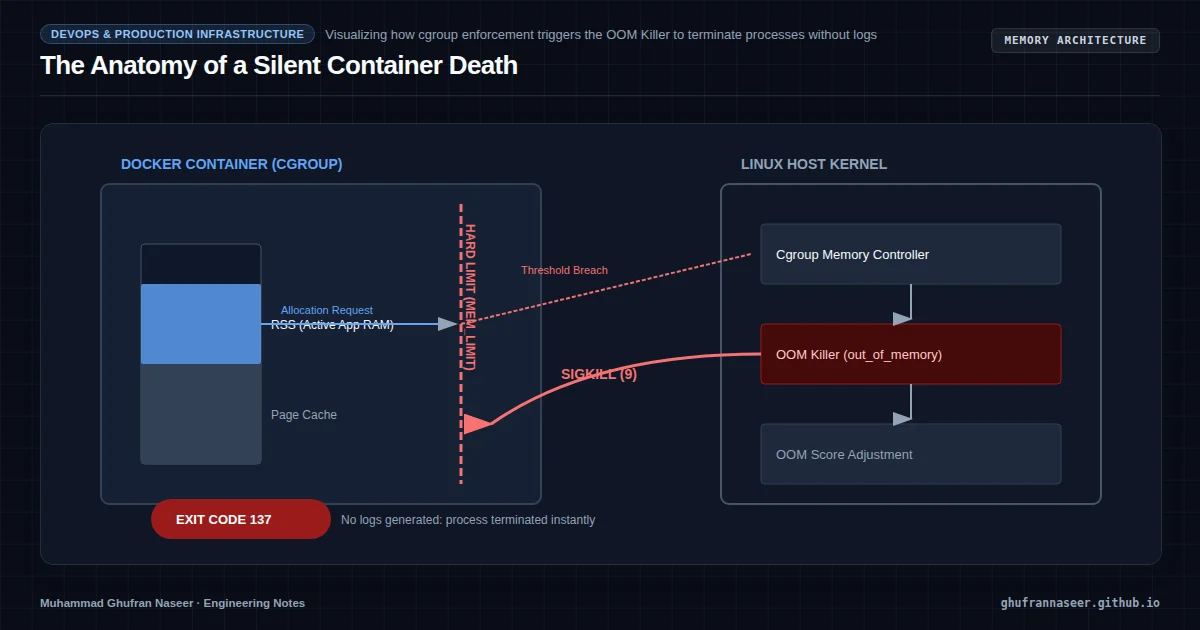 DEVOPS & PRODUCTION INFRASTRUCTURE
Visualizing how cgroup enforcement triggers the OOM Killer to terminate processes without logs
MEMORY ARCHITECTURE
The Anatomy of a Silent Container Death
DOCKER CONTAINER (CGROUP)
HARD LIMIT (MEM_LIMIT)
Allocation Request
RSS (Active App RAM)
Page Cache
Threshold Breach
SIGKILL (9)
LINUX HOST KERNEL
Cgroup Memory Controller
OOM Killer (out_of_memory)
OOM Score Adjustment
EXIT CODE 137
No logs generated: process terminated instantly
Muhammad Ghufran Naseer · Engineering Notes
ghufrannaseer.github.io